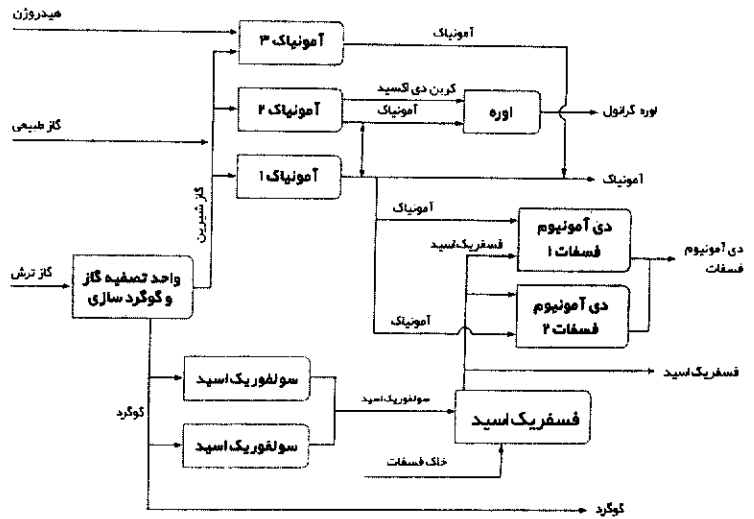 هیدروژن
آمونیاک ۳
آمونیاک
کربن دی اکسید
آمونیاک ۲
آمونیاک
اوره
اوره گرانول
گاز طبیعی
آمونیاک ۱
آمونیاک
گاز شیرین
آمونیاک
دی آمونیوم
فسفات ۱
فسفریک اسید
دی آمونیوم
فسفات
گاز ترش
واحد تصفیه گاز
و گوگرد سازی
دی آمونیوم
فسفات ۲
آمونیاک
سولفوریک اسید
فسفریک اسید
گوگرد
سولفوریک اسید
فسفریک اسید
سولفوریک اسید
خاک فسفات
گوگرد